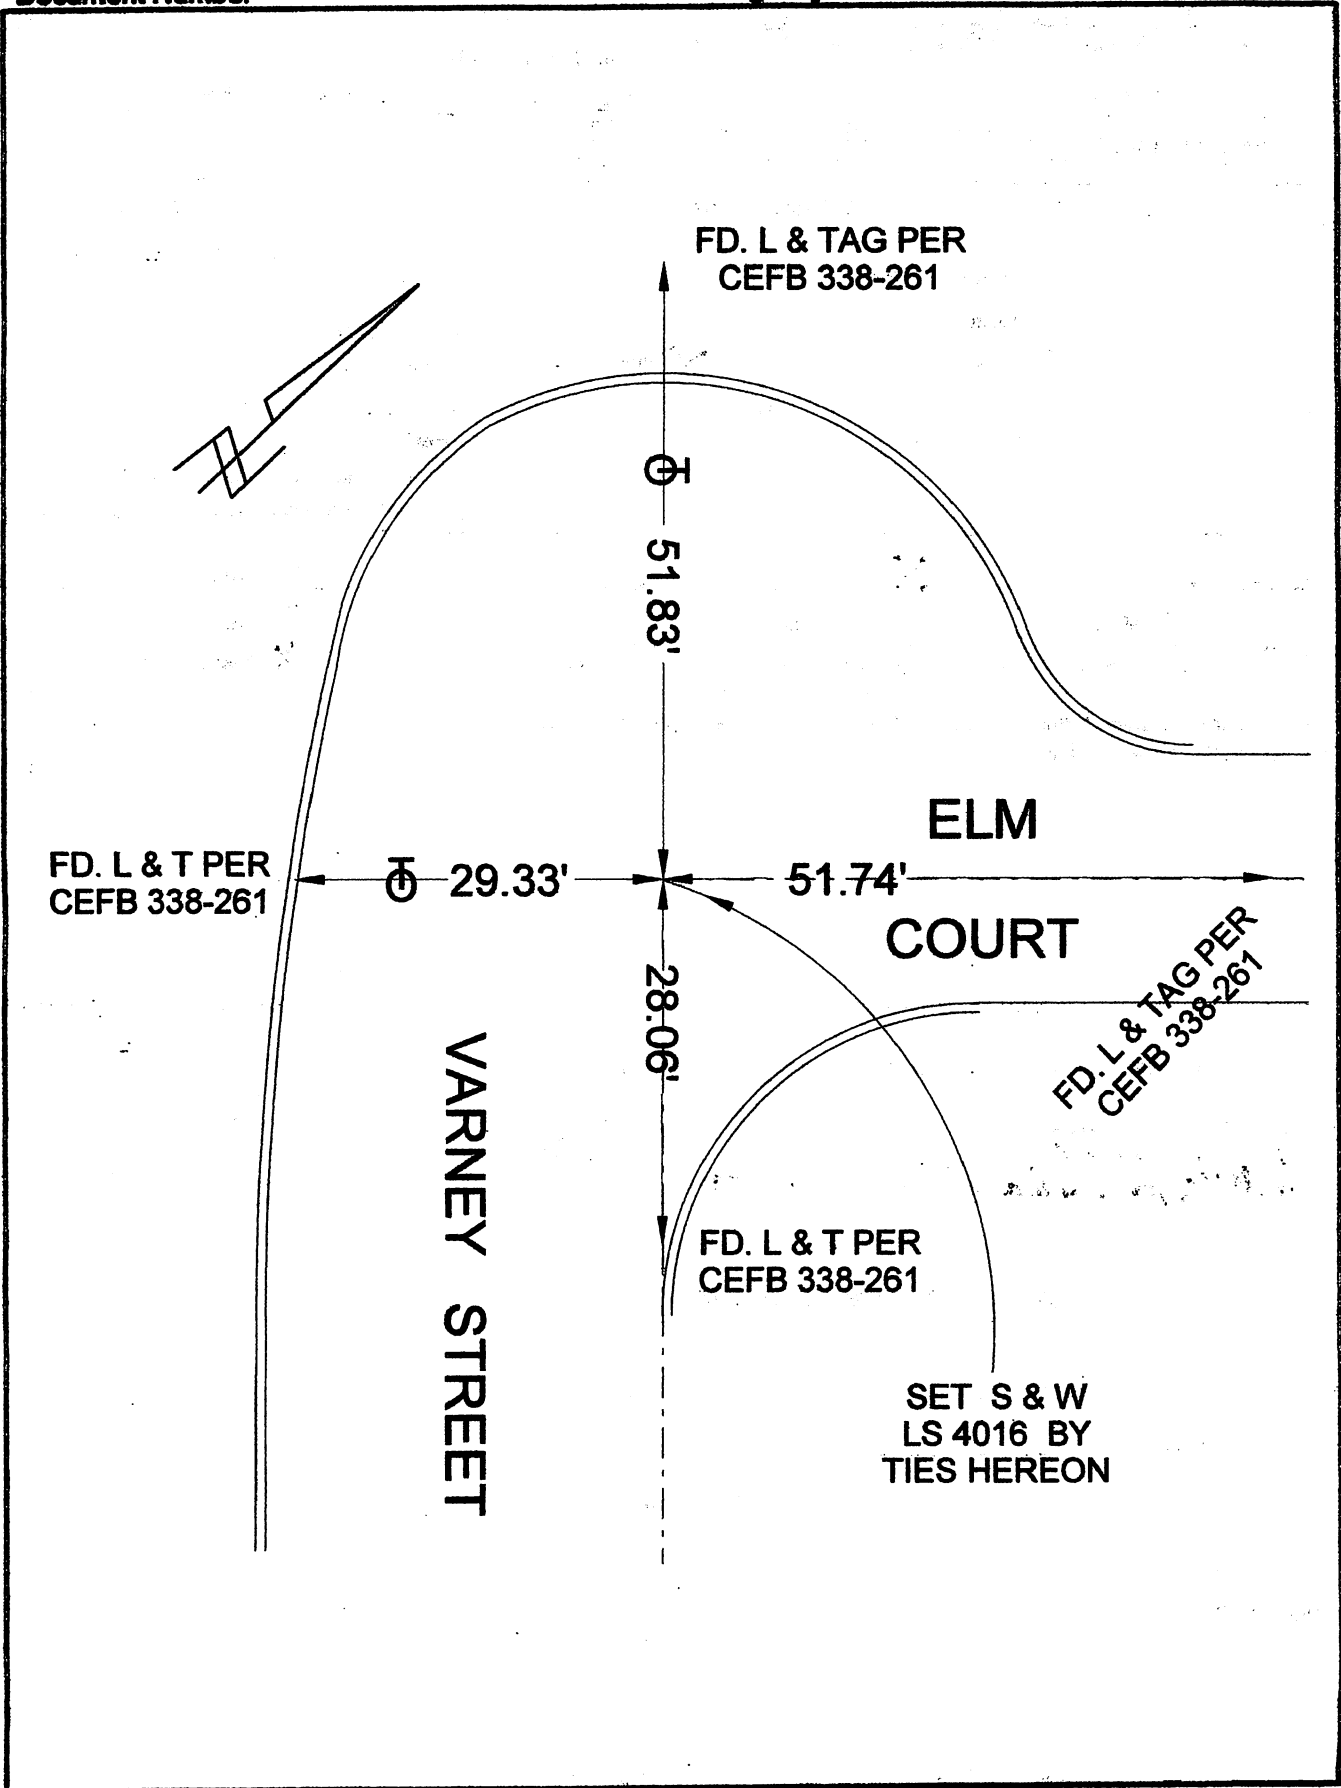 FD. L & TAG PER
CEFB 338-261
51.83'
ELM
FD. L & T PER
CEFB 338-261
29.33'
51.74'
COURT
28.06'
FD. L & TAG PER
CEFB 338-261
VARNEY STREET
FD. L & T PER
CEFB 338-261
SET S & W
LS 4016 BY
TIES HEREON